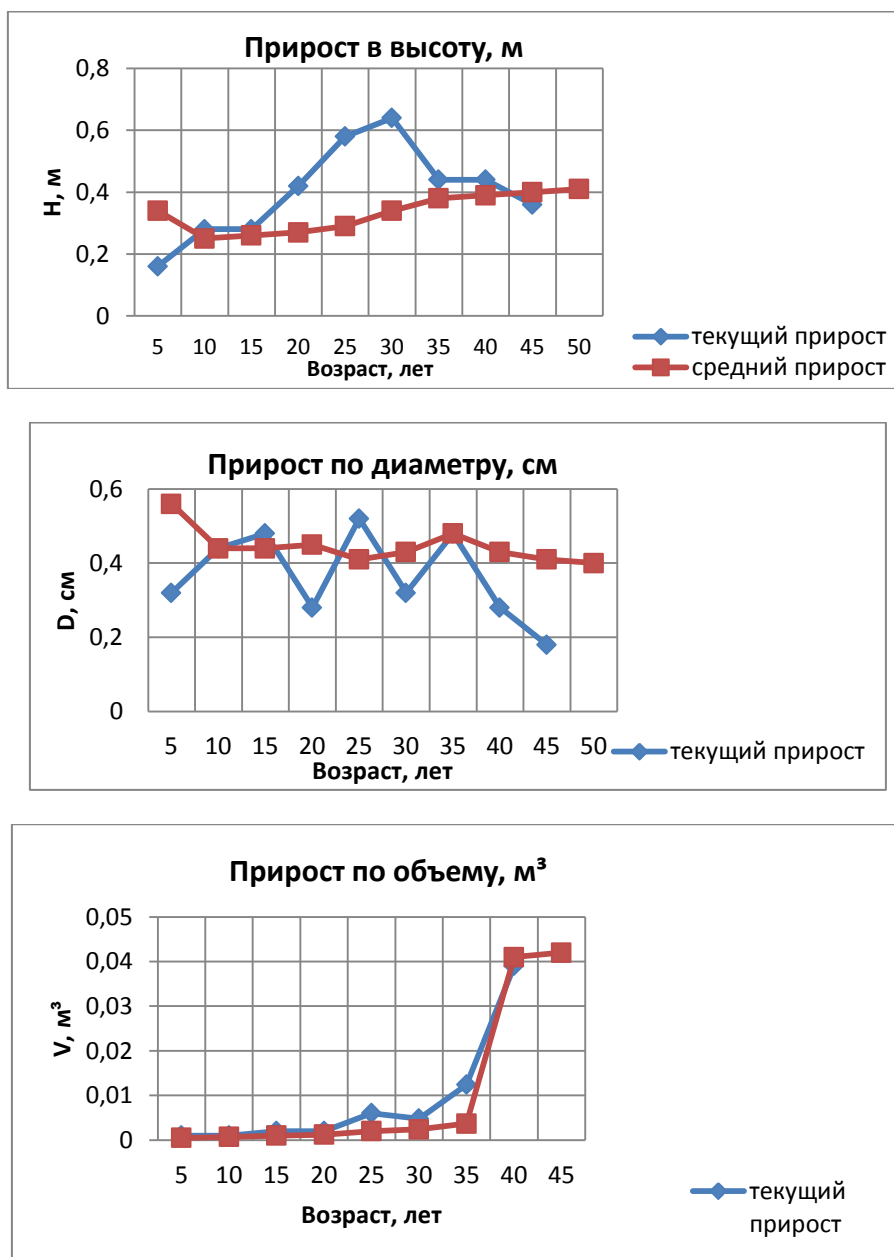 Прирост в высоту, м
0,8
0,6
0,4
0,2
0
Н, м
5 10 15 20 25 30 35 40 45 50
Возраст, лет
текущий прирост
средний прирост
Прирост по диаметру, см
0,6
0,4
0,2
0
D, см
5 10 15 20 25 30 35 40 45 50
Возраст, лет
текущий прирост
Прирост по объему, м³
0,05
0,04
0,03
0,02
0,01
0
V, м³
5 10 15 20 25 30 35 40 45
Возраст, лет
текущий
прирост